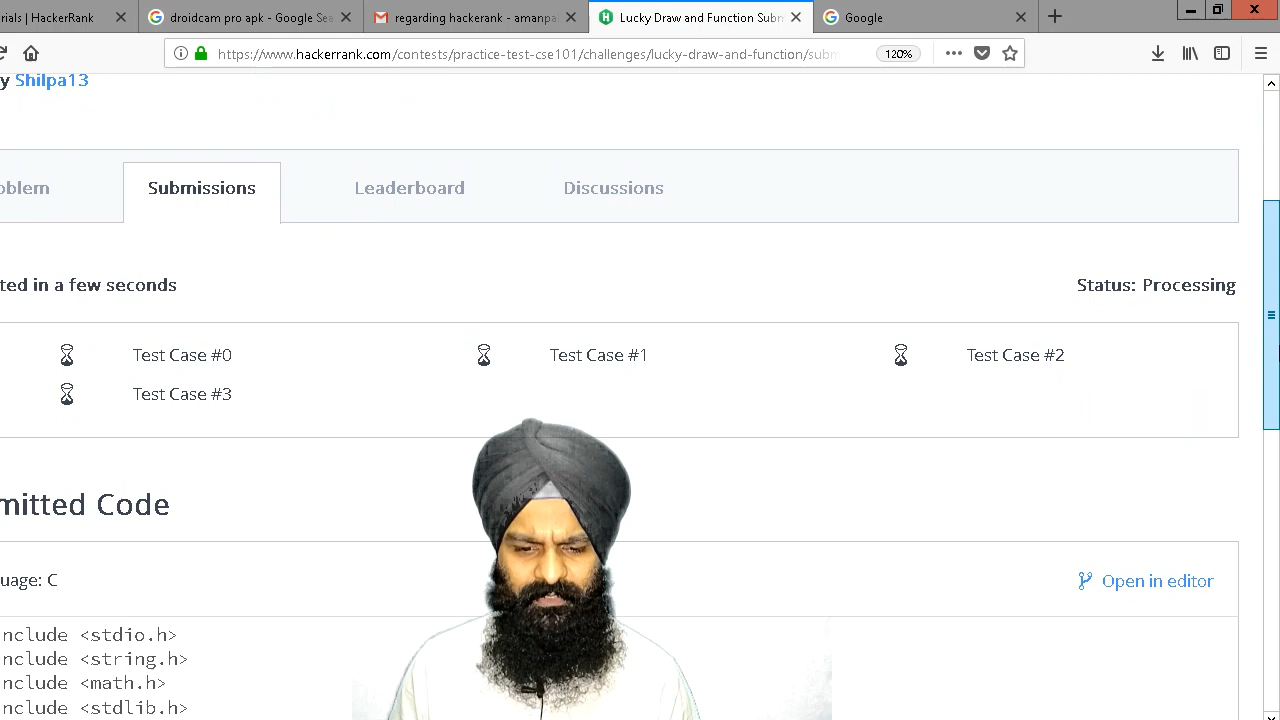 rials | HackerRank
droidcam pro apk - Google Sea
regarding hackerank - amanpa
Lucky Draw and Function Subm
Google
https://www.hackerrank.com/contests/practice-test-cse101/challenges/lucky-draw-and-function/subm
120%
y Shilpa13
oblem
Submissions
Leaderboard
Discussions
ted in a few seconds
Status: Processing
Test Case #0
Test Case #1
Test Case #2
Test Case #3
mitted Code
uage: C
Open in editor
nclude <stdio.h>
nclude <string.h>
nclude <math.h>
nclude <stdlib.h>